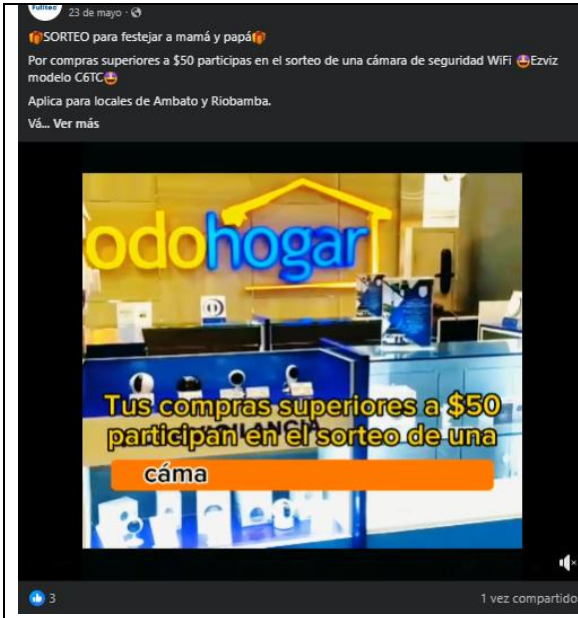 Fulltec
23 de mayo ·
🎁SORTEO para festejar a mamá y papá🎁
Por compras superiores a $50 participas en el sorteo de una cámara de seguridad WiFi 🤩Ezviz
modelo C6TC🤩
Aplica para locales de Ambato y Riobamba.
Vá... Ver más
odohogar
Tus compras superiores a $50
participan en el sorteo de una
cáma
3
1 vez compartido